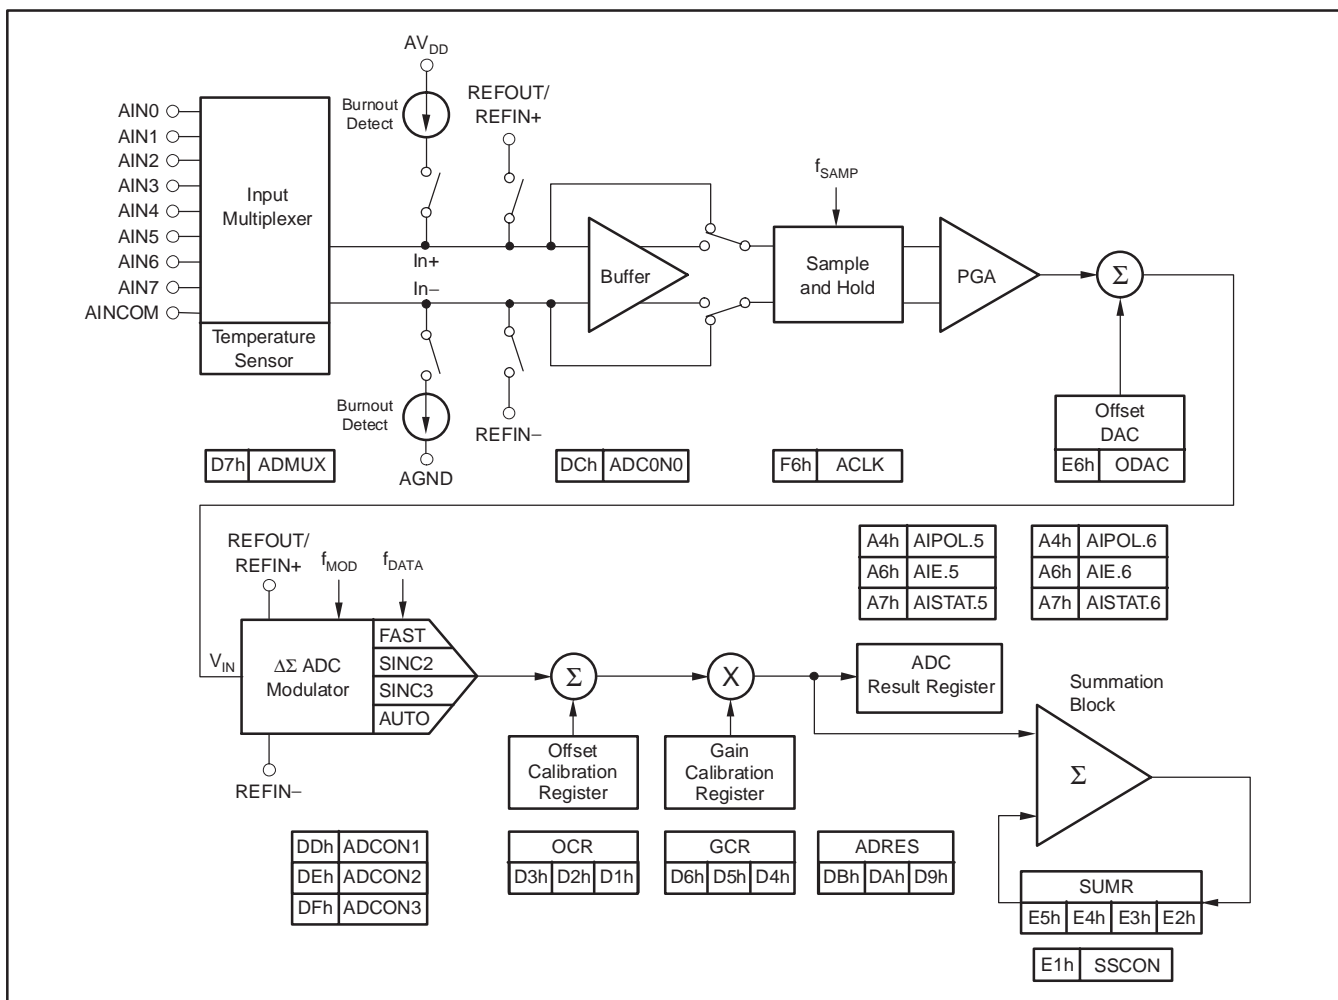 AV_DD
Burnout
Detect
REFOUT/
REFIN+
AIN0
AIN1
AIN2
AIN3
AIN4
AIN5
AIN6
AIN7
AINCOM
Input
Multiplexer
Temperature
Sensor
In+
In−
Buffer
f_SAMP
Sample
and Hold
PGA
Σ
Burnout
Detect
AGND
REFIN−
Offset
DAC
E6h ODAC
D7h ADMUX
DCh ADC0N0
F6h ACLK
A4h AIPOL.5
A6h AIE.5
A7h AISTAT.5
A4h AIPOL.6
A6h AIE.6
A7h AISTAT.6
REFOUT/
REFIN+
f_MOD
f_DATA
V_IN
ΔΣ ADC
Modulator
FAST
SINC2
SINC3
AUTO
REFIN−
Σ
X
ADC
Result Register
Offset
Calibration
Register
Gain
Calibration
Register
Summation
Block
Σ
DDh ADCON1
DEh ADCON2
DFh ADCON3
OCR
D3h D2h D1h
GCR
D6h D5h D4h
ADRES
DBh DAh D9h
SUMR
E5h E4h E3h E2h
E1h SSCON